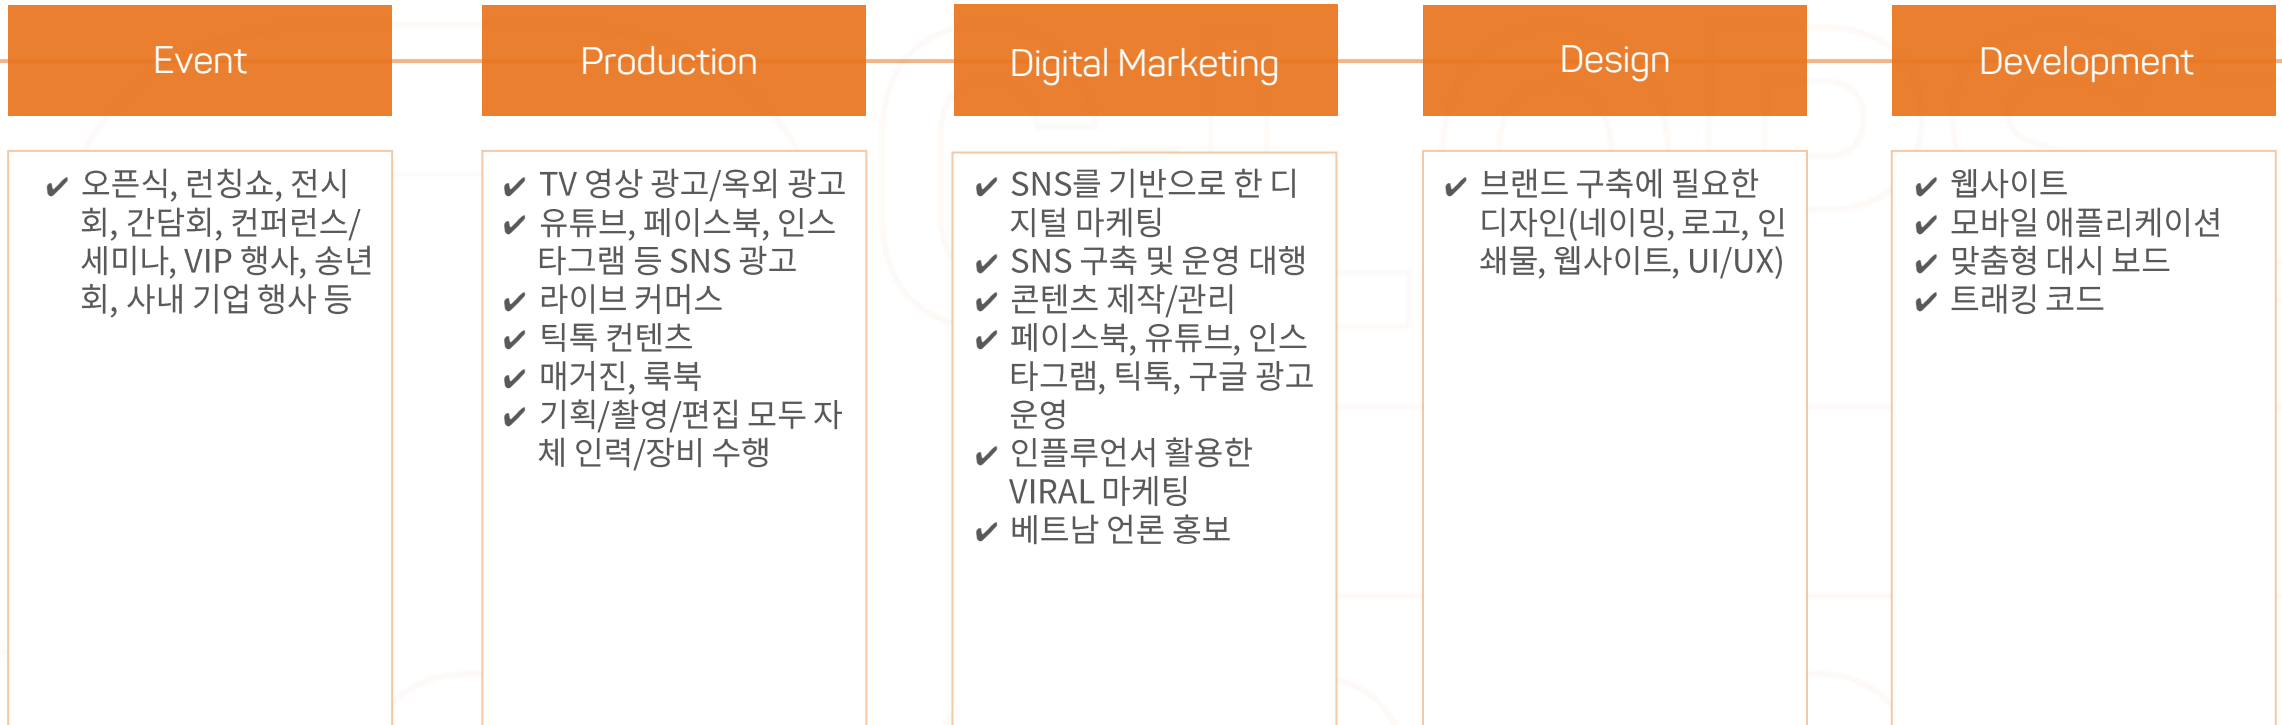 Event
✔ 오픈식, 런칭쇼, 전시
회, 간담회, 컨퍼런스/
세미나, VIP 행사, 송년
회, 사내 기업 행사 등
Production
✔ TV 영상 광고/옥외 광고
✔ 유튜브, 페이스북, 인스
타그램 등 SNS 광고
✔ 라이브 커머스
✔ 틱톡 컨텐츠
✔ 매거진, 룩북
✔ 기획/촬영/편집 모두 자
체 인력/장비 수행
Digital Marketing
✔ SNS를 기반으로 한 디
지털 마케팅
✔ SNS 구축 및 운영 대행
✔ 콘텐츠 제작/관리
✔ 페이스북, 유튜브, 인스
타그램, 틱톡, 구글 광고
운영
✔ 인플루언서 활용한
VIRAL 마케팅
✔ 베트남 언론 홍보
Design
✔ 브랜드 구축에 필요한
디자인(네이밍, 로고, 인
쇄물, 웹사이트, UI/UX)
Development
✔ 웹사이트
✔ 모바일 애플리케이션
✔ 맞춤형 대시 보드
✔ 트래킹 코드